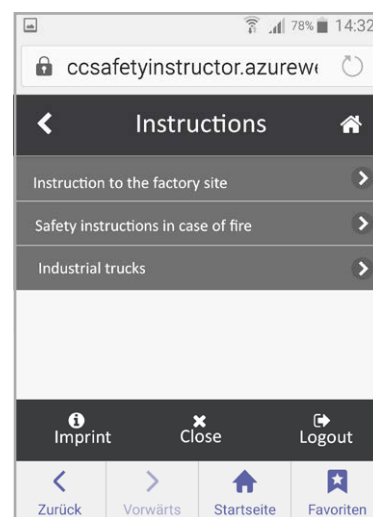 78% 14:32
ccsafetyinstructor.azurewe
Instructions
Instruction to the factory site
Safety instructions in case of fire
Industrial trucks
Imprint Close Logout
Zurück Vorwärts Startseite Favoriten